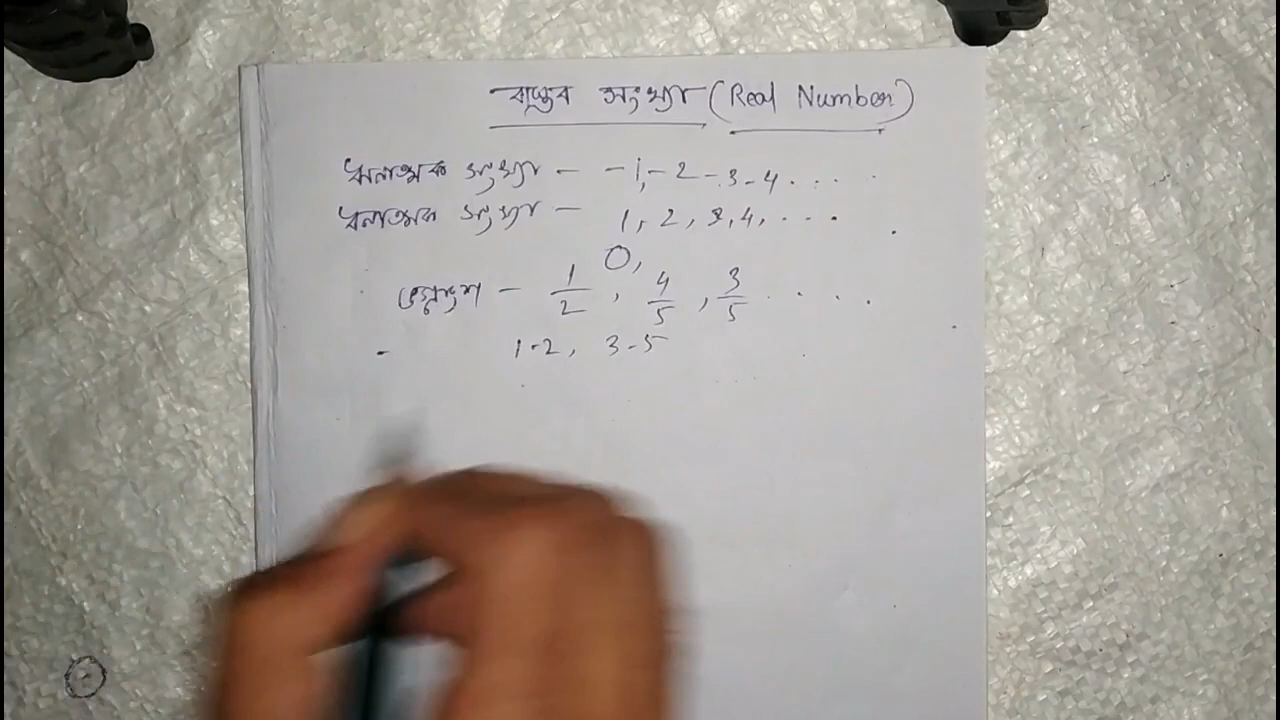 বাস্তব সংখ্যা (Real Number)
ঋনাত্মক সংখ্যা - -1, -2 -3 -4 ....
ধনাত্মক সংখ্যা - 1, 2, 3, 4, ....
0,
ভগ্নাংশ - 1/2, 4/5, 3/5 ....
1.2, 3.5